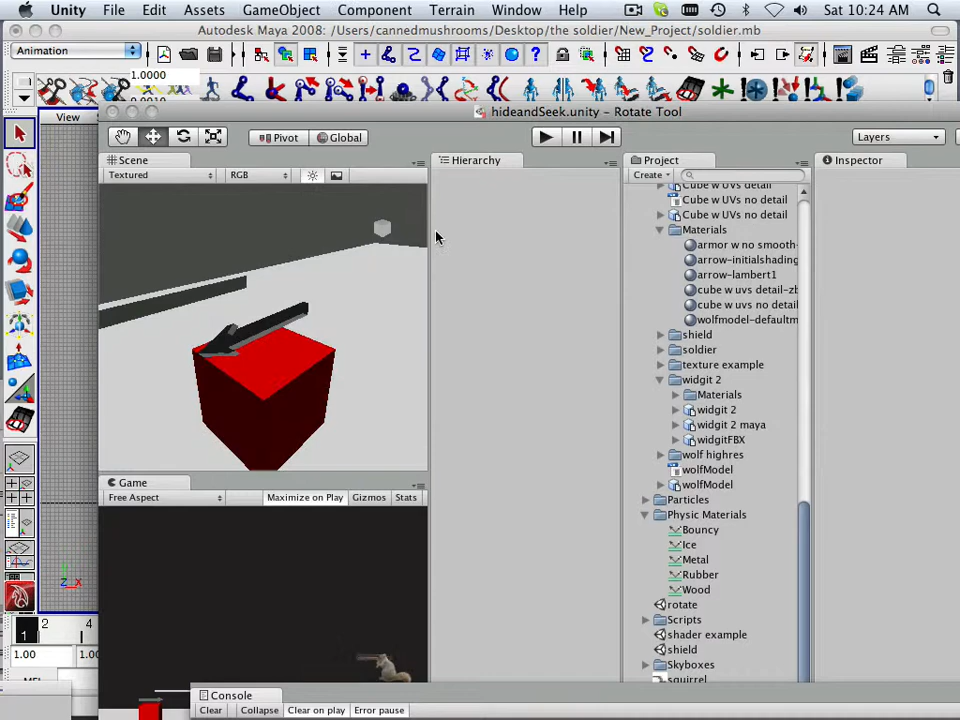 Unity File Edit Assets GameObject Component Terrain Window Help Sat 10:24 AM
Autodesk Maya 2008: /Users/cannedmushrooms/Desktop/the soldier/New_Project/soldier.mb
Animation
1.0000
View
hideandSeek.unity – Rotate Tool
Pivot Global Layers
Scene Hierarchy Project Inspector
Textured RGB Create
Cube w UVs detail
Cube w UVs no detail
Cube w UVs no detail
Materials
armor w no smooth-
arrow-initialshading
arrow-lambert1
cube w uvs detail-zb
cube w uvs no detail
wolfmodel-defaultm
shield
soldier
texture example
widgit 2
Materials
widgit 2
widgit 2 maya
widgitFBX
wolf highres
wolfModel
wolfModel
Particles
Physic Materials
Bouncy
Ice
Metal
Rubber
Wood
rotate
Scripts
shader example
shield
Skyboxes
squirrel
Game
Free Aspect Maximize on Play Gizmos Stats
z x
1 2 4
1.00 1.00
Console
Clear Collapse Clear on play Error pause